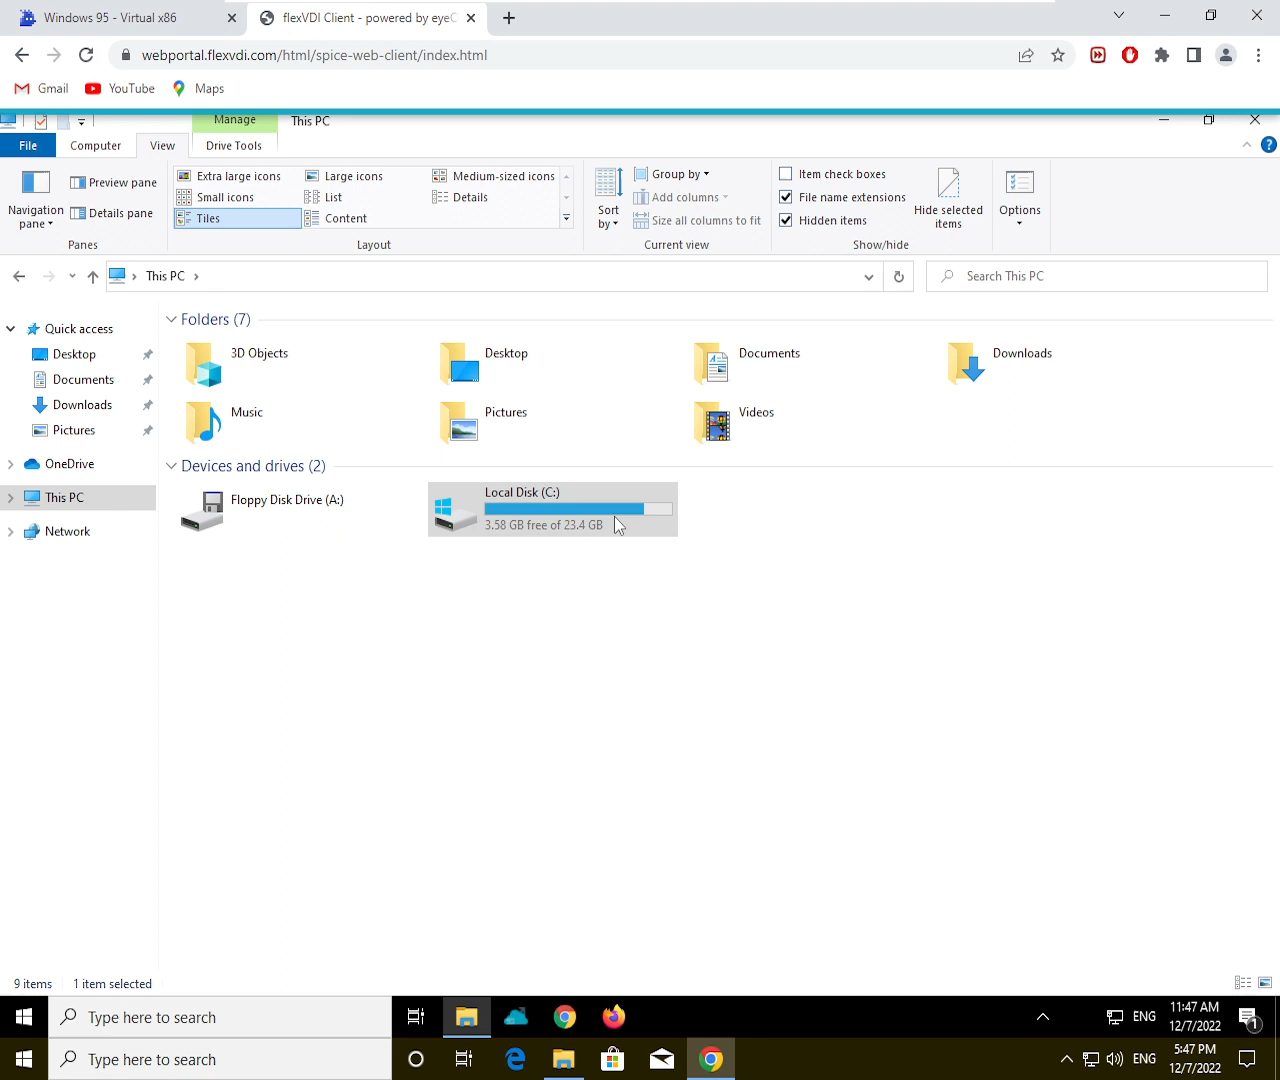 Windows 95 - Virtual x86
flexVDI Client - powered by eyeO
webportal.flexvdi.com/html/spice-web-client/index.html
Gmail YouTube Maps
Manage This PC
File Computer View Drive Tools
Navigation pane
Preview pane
Details pane
Panes
Extra large icons Large icons Medium-sized icons
Small icons List Details
Tiles Content
Layout
Sort by
Group by
Add columns
Size all columns to fit
Current view
Item check boxes
File name extensions
Hidden items
Hide selected items
Show/hide
Options
This PC
Search This PC
Quick access
Desktop
Documents
Downloads
Pictures
OneDrive
This PC
Network
Folders (7)
3D Objects Desktop Documents Downloads
Music Pictures Videos
Devices and drives (2)
Floppy Disk Drive (A:)
Local Disk (C:)
3.58 GB free of 23.4 GB
9 items 1 item selected
Type here to search
ENG
11:47 AM
12/7/2022
1
Type here to search
ENG
5:47 PM
12/7/2022